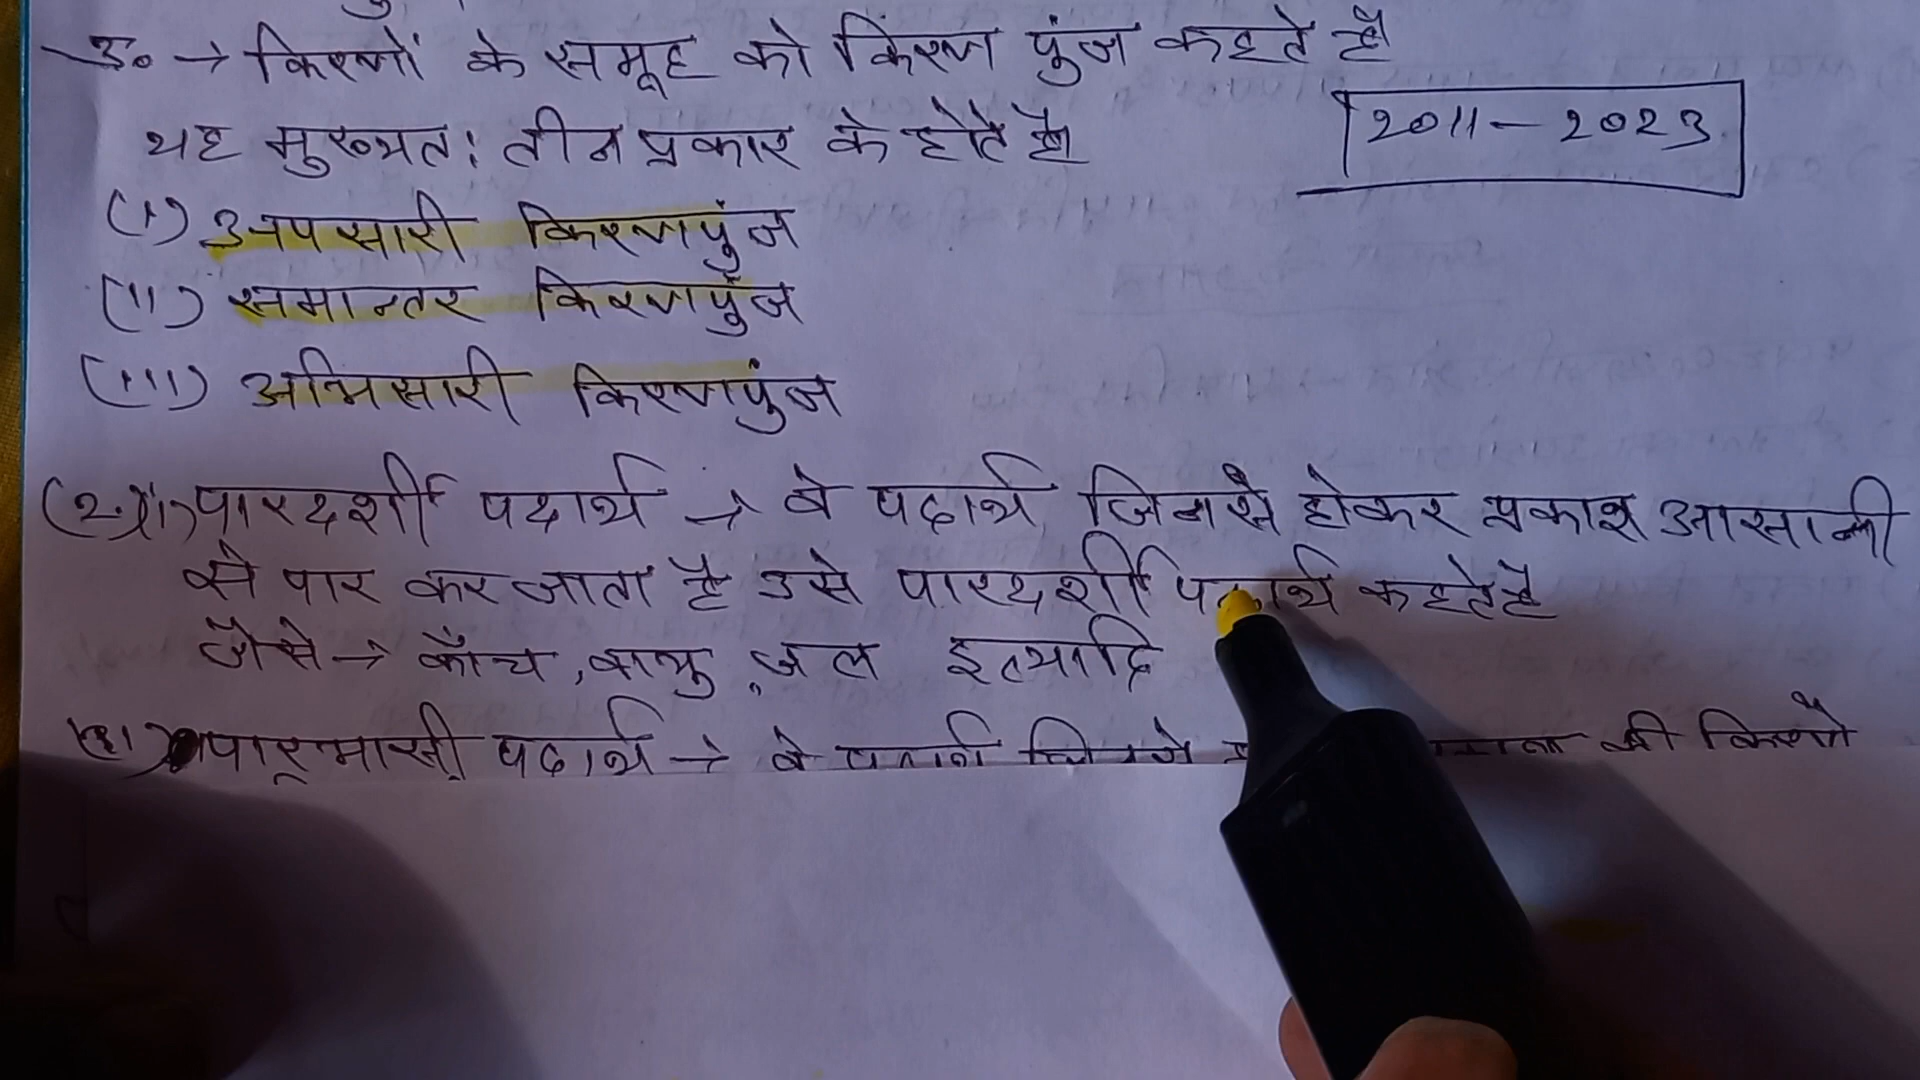 उ० → किरणों के समूह को किरण पुंज कहते है
यह मुख्यतः तीन प्रकार के होते है
2011 - 2023
(i) अपसारी किरणपुंज
(ii) समान्तर किरणपुंज
(iii) अभिसारी किरणपुंज
(2.i) पारदर्शी पदार्थ → वे पदार्थ जिनसे होकर प्रकाश आसानी
से पार कर जाता है उसे पारदर्शी पदार्थ कहते है
जैसे → काँच, वायु, जल इत्यादि
पारभासी पदार्थ → वे पदार्थ जिनसे की किरणे